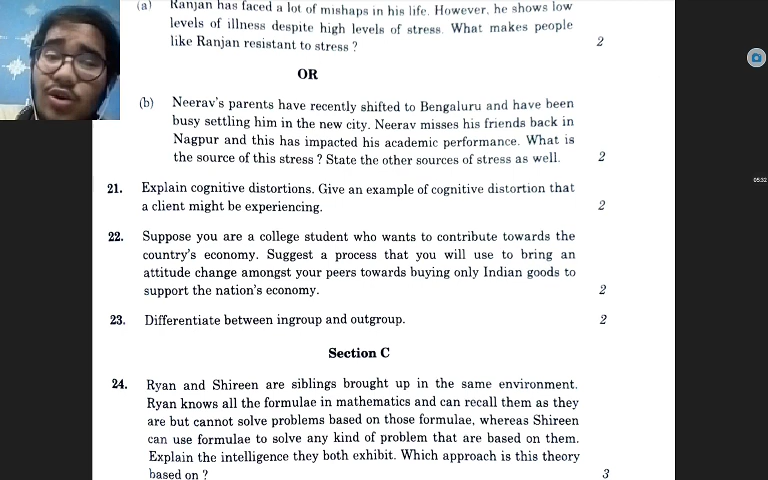 (a) Ranjan has faced a lot of mishaps in his life. However, he shows low
levels of illness despite high levels of stress. What makes people
like Ranjan resistant to stress ? 2
OR
(b) Neerav's parents have recently shifted to Bengaluru and have been
busy settling him in the new city. Neerav misses his friends back in
Nagpur and this has impacted his academic performance. What is
the source of this stress ? State the other sources of stress as well. 2
21. Explain cognitive distortions. Give an example of cognitive distortion that
a client might be experiencing. 2
22. Suppose you are a college student who wants to contribute towards the
country's economy. Suggest a process that you will use to bring an
attitude change amongst your peers towards buying only Indian goods to
support the nation's economy. 2
23. Differentiate between ingroup and outgroup. 2
Section C
24. Ryan and Shireen are siblings brought up in the same environment.
Ryan knows all the formulae in mathematics and can recall them as they
are but cannot solve problems based on those formulae, whereas Shireen
can use formulae to solve any kind of problem that are based on them.
Explain the intelligence they both exhibit. Which approach is this theory
based on ? 3